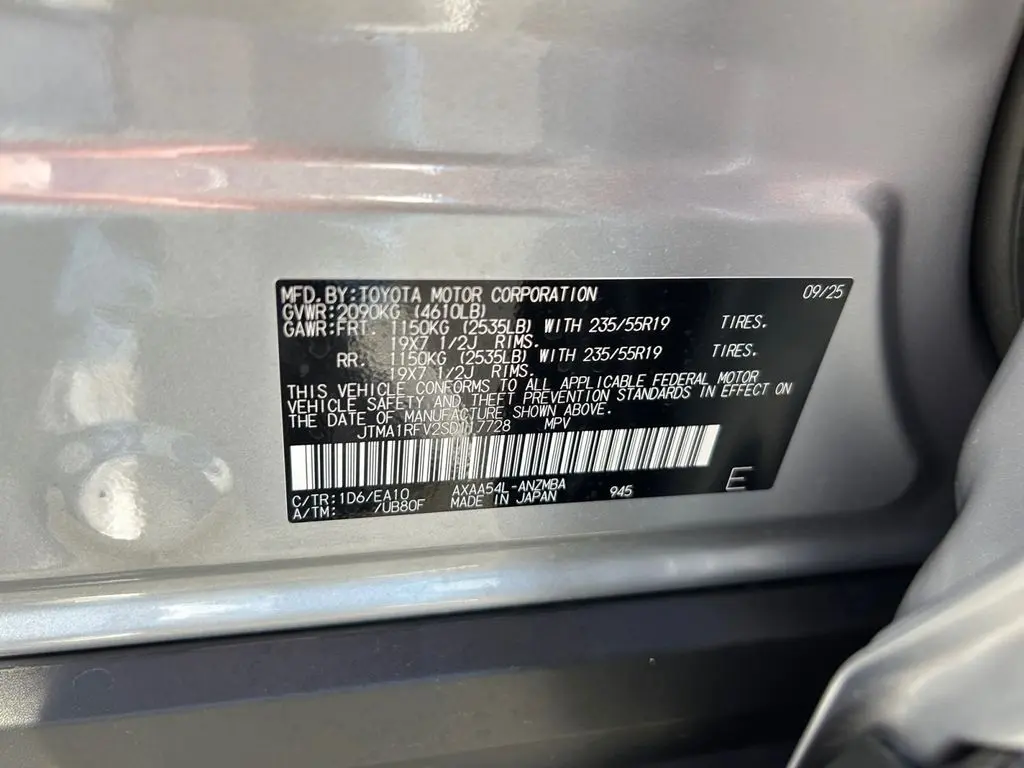 MFD.BY:TOYOTA MOTOR CORPORATION 09/25
GVWR:2090KG (4610LB)
GAWR:FRT. 1150KG (2535LB) WITH 235/55R19 TIRES.
19X7 1/2J RIMS.
RR. 1150KG (2535LB) WITH 235/55R19 TIRES.
19X7 1/2J RIMS.
THIS VEHICLE CONFORMS TO ALL APPLICABLE FEDERAL MOTOR
VEHICLE SAFETY AND THEFT PREVENTION STANDARDS IN EFFECT ON
THE DATE OF MANUFACTURE SHOWN ABOVE.
MPV
C/TR:1D6/EA10 AXAA54L-ANZMBA 945 E
A/TM: 7UB80F MADE IN JAPAN